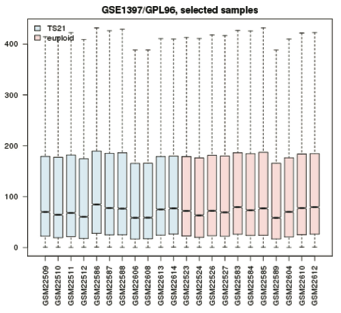 GSE1397/GPL96, selected samples
TS21
euploid
400
300
200
100
0
GSM22509
GSM22510
GSM22511
GSM22512
GSM22586
GSM22587
GSM22588
GSM22606
GSM22608
GSM22613
GSM22614
GSM22523
GSM22524
GSM22526
GSM22527
GSM22583
GSM22584
GSM22585
GSM22589
GSM22604
GSM22610
GSM22612